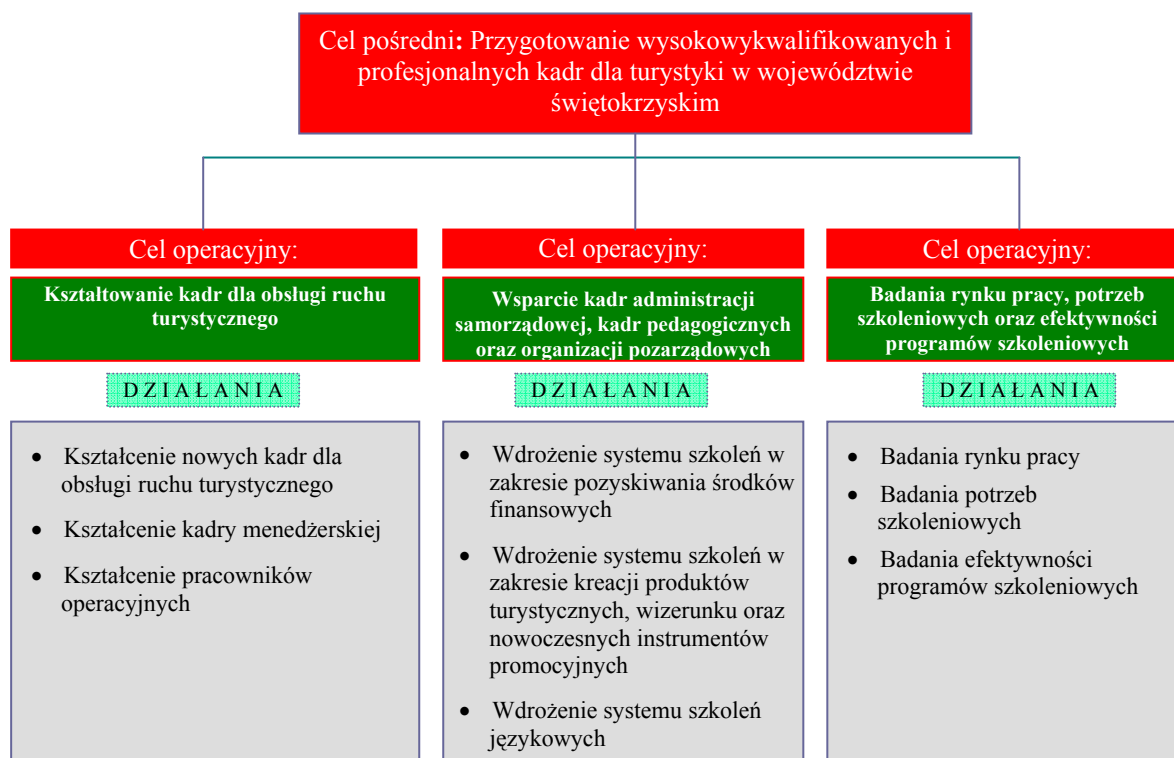 Cel pośredni: Przygotowanie wysokowykwalifikowanych i
profesjonalnych kadr dla turystyki w województwie
świętokrzyskim
Cel operacyjny:
Kształtowanie kadr dla obsługi ruchu
turystycznego
D Z I A Ł A N I A
• Kształcenie nowych kadr dla
obsługi ruchu turystycznego
• Kształcenie kadry menedżerskiej
• Kształcenie pracowników
operacyjnych
Cel operacyjny:
Wsparcie kadr administracji
samorządowej, kadr pedagogicznych
oraz organizacji pozarządowych
D Z I A Ł A N I A
• Wdrożenie systemu szkoleń w
zakresie pozyskiwania środków
finansowych
• Wdrożenie systemu szkoleń w
zakresie kreacji produktów
turystycznych, wizerunku oraz
nowoczesnych instrumentów
promocyjnych
• Wdrożenie systemu szkoleń
językowych
Cel operacyjny:
Badania rynku pracy, potrzeb
szkoleniowych oraz efektywności
programów szkoleniowych
D Z I A Ł A N I A
• Badania rynku pracy
• Badania potrzeb
szkoleniowych
• Badania efektywności
programów szkoleniowych